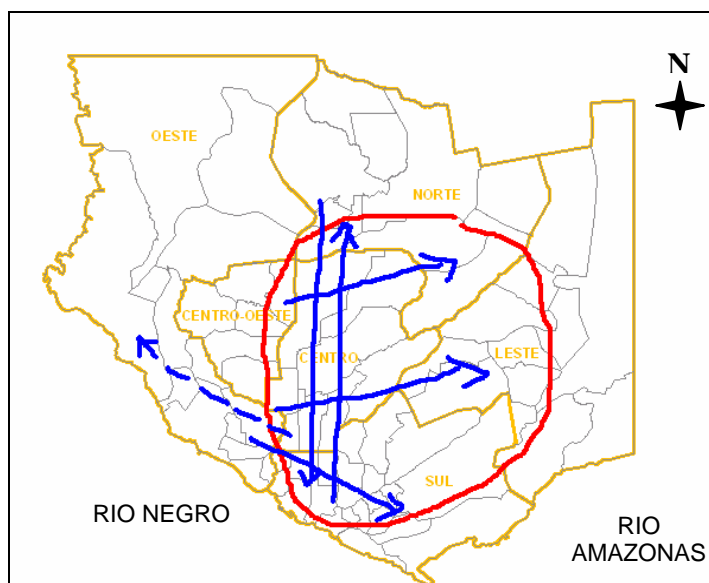 N
OESTE
NORTE
CENTRO-OESTE
CENTRO
LESTE
SUL
RIO NEGRO
RIO
AMAZONAS